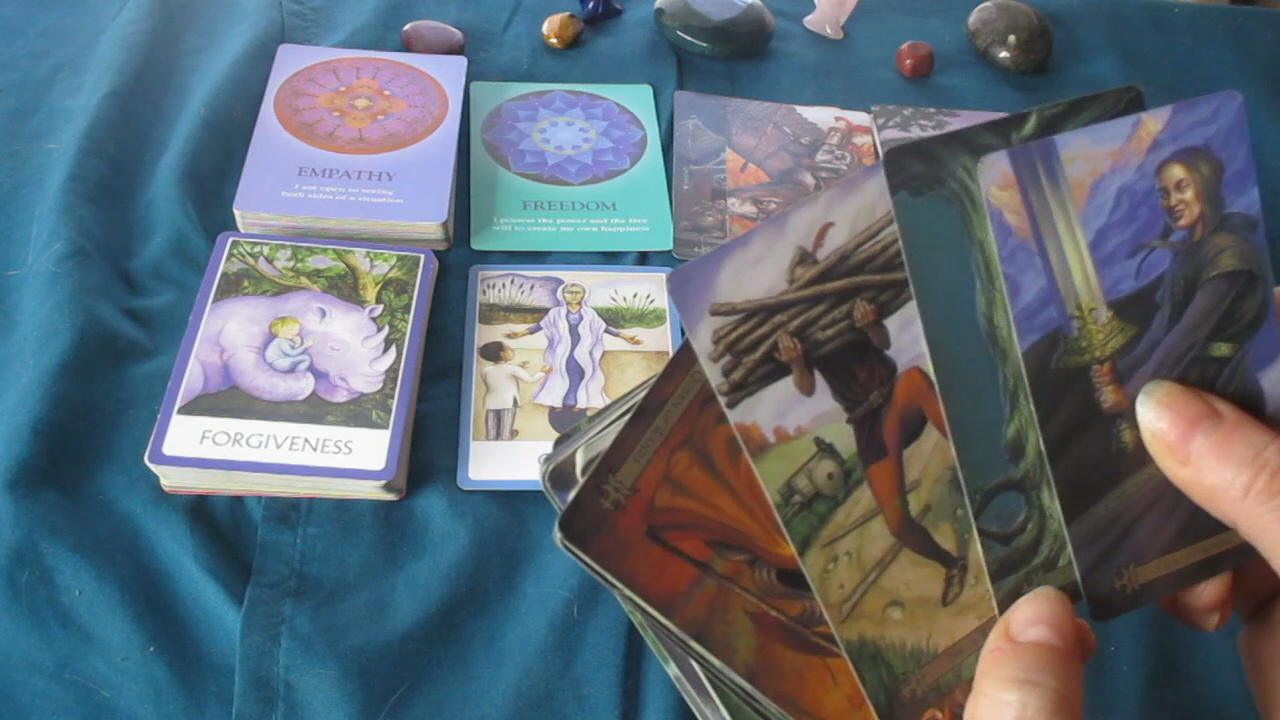 EMPATHY
I am open to seeing
both sides of a situation
FREEDOM
I possess the power and the free
will to create my own happiness
FORGIVENESS